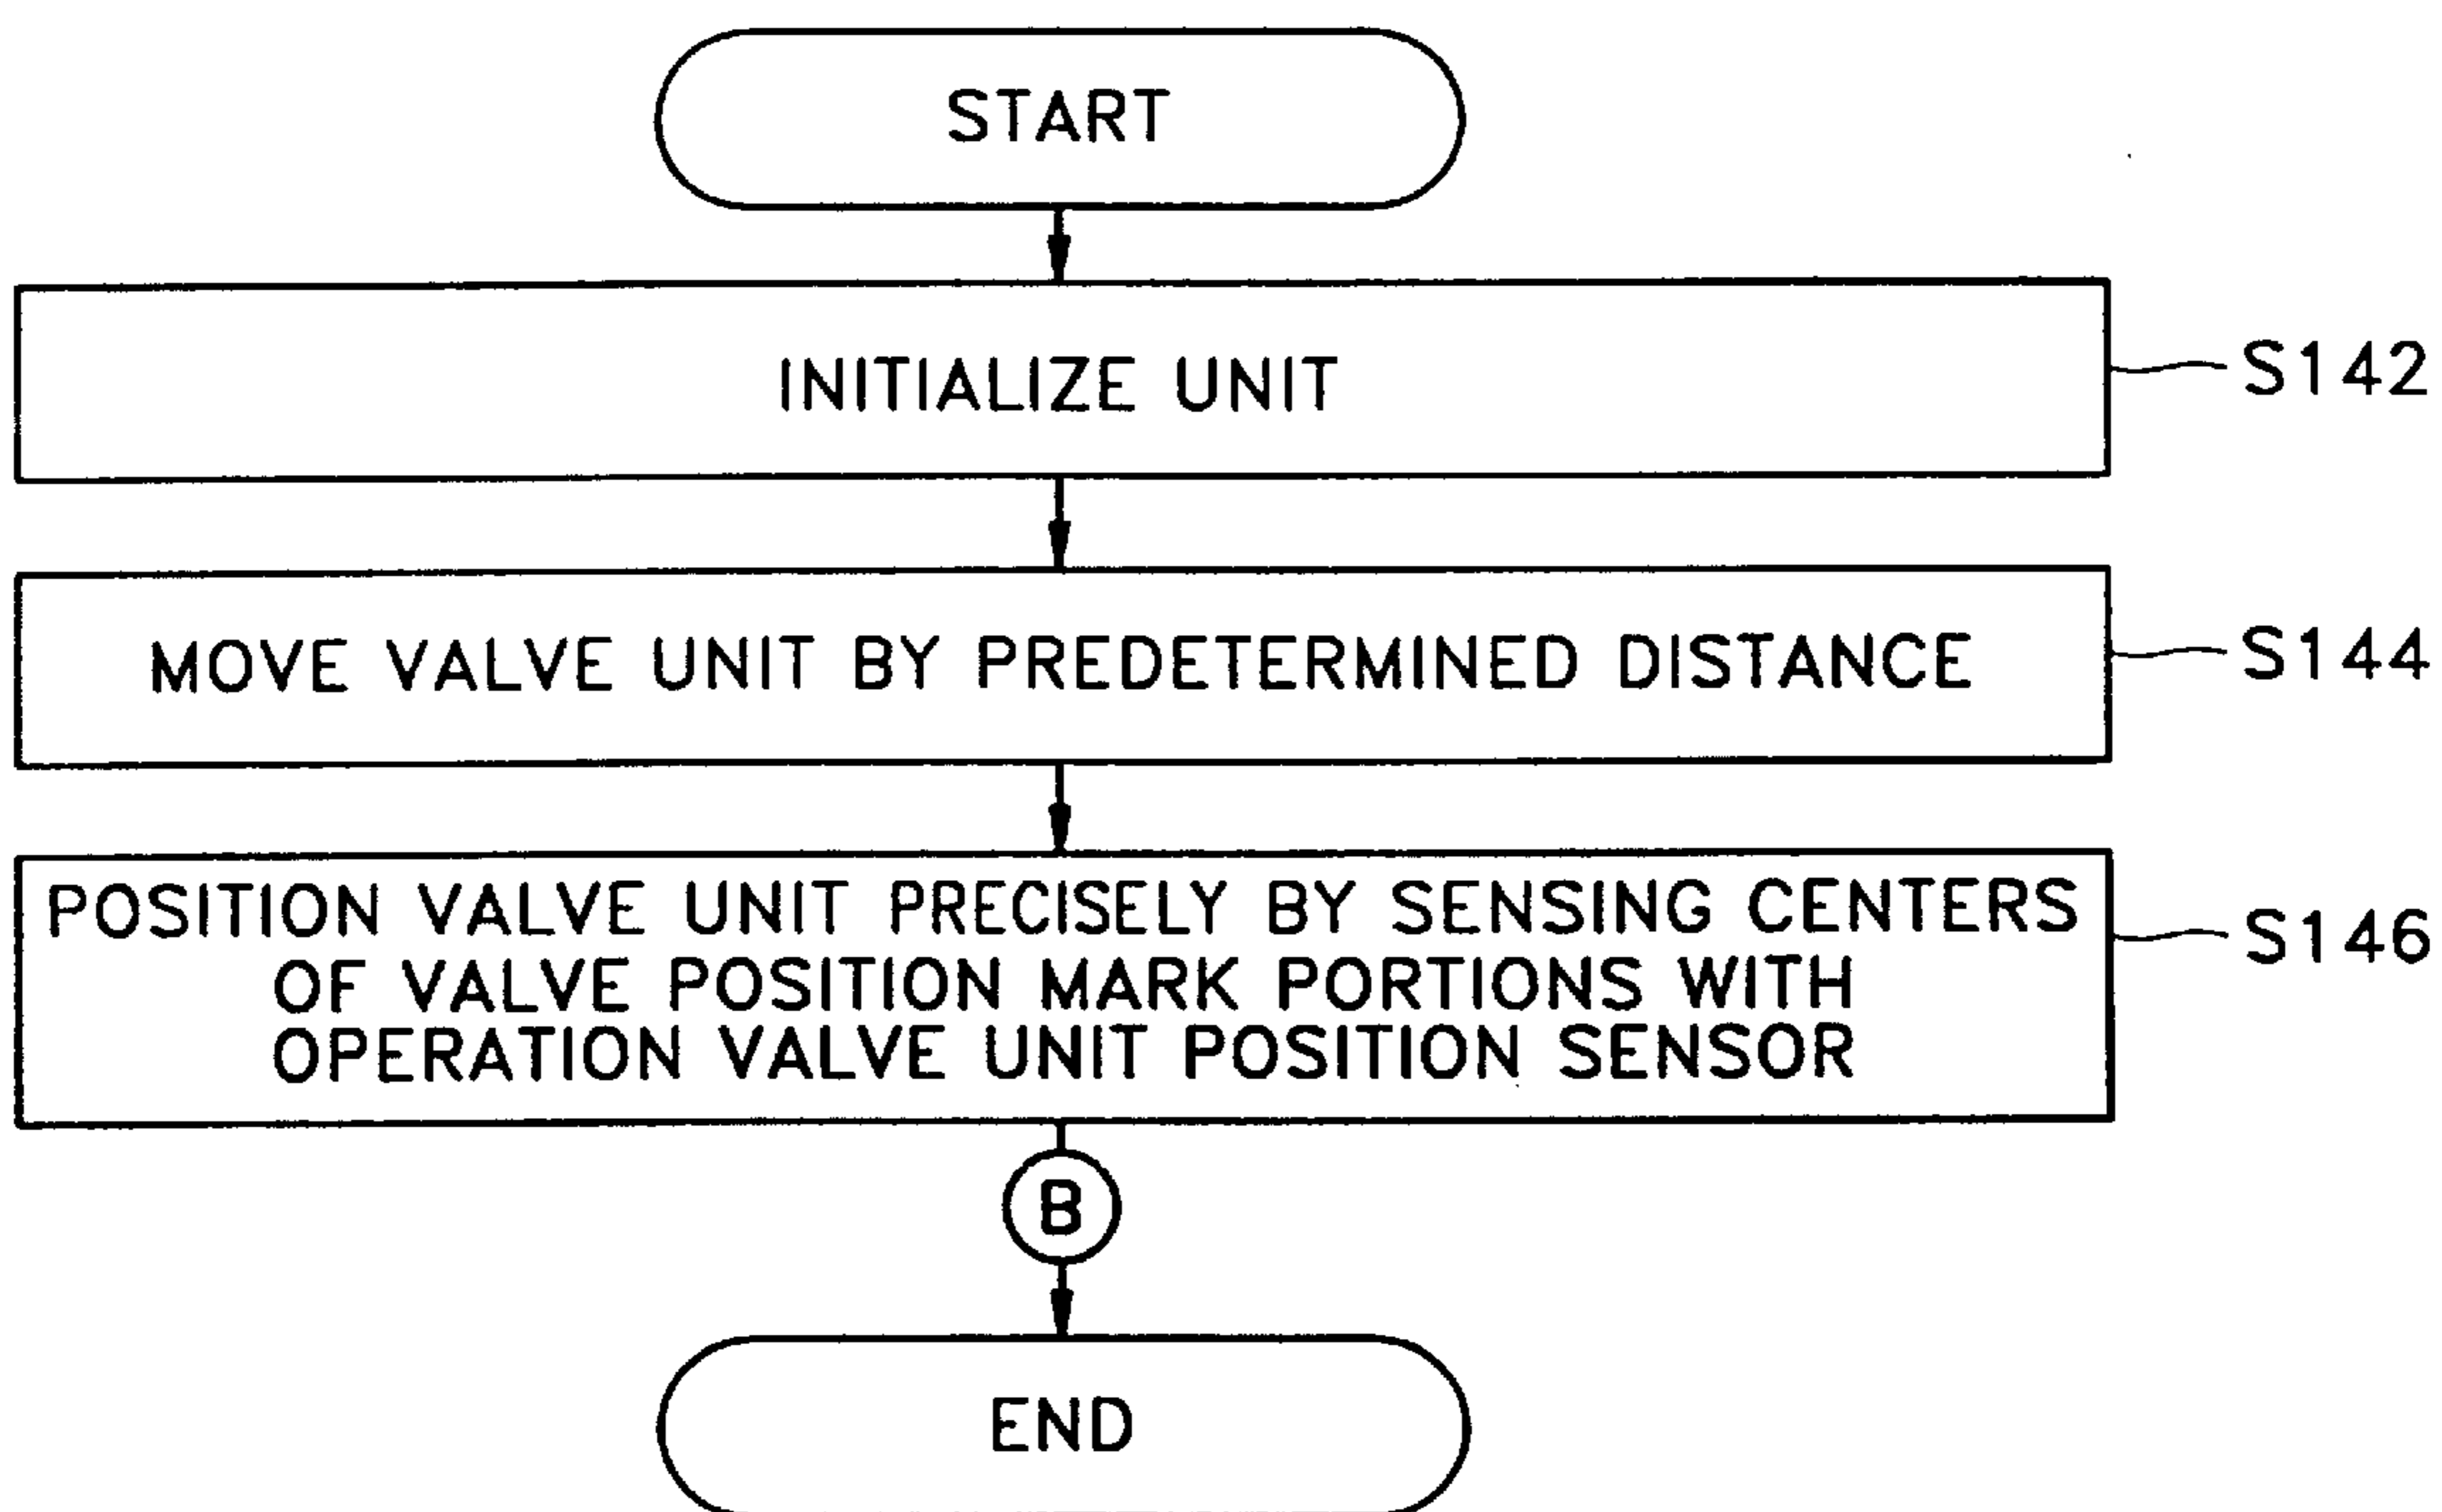 START
INITIALIZE UNIT
S142
MOVE VALVE UNIT BY PREDETERMINED DISTANCE
S144
POSITION VALVE UNIT PRECISELY BY SENSING CENTERS
OF VALVE POSITION MARK PORTIONS WITH
OPERATION VALVE UNIT POSITION SENSOR
S146
B
END